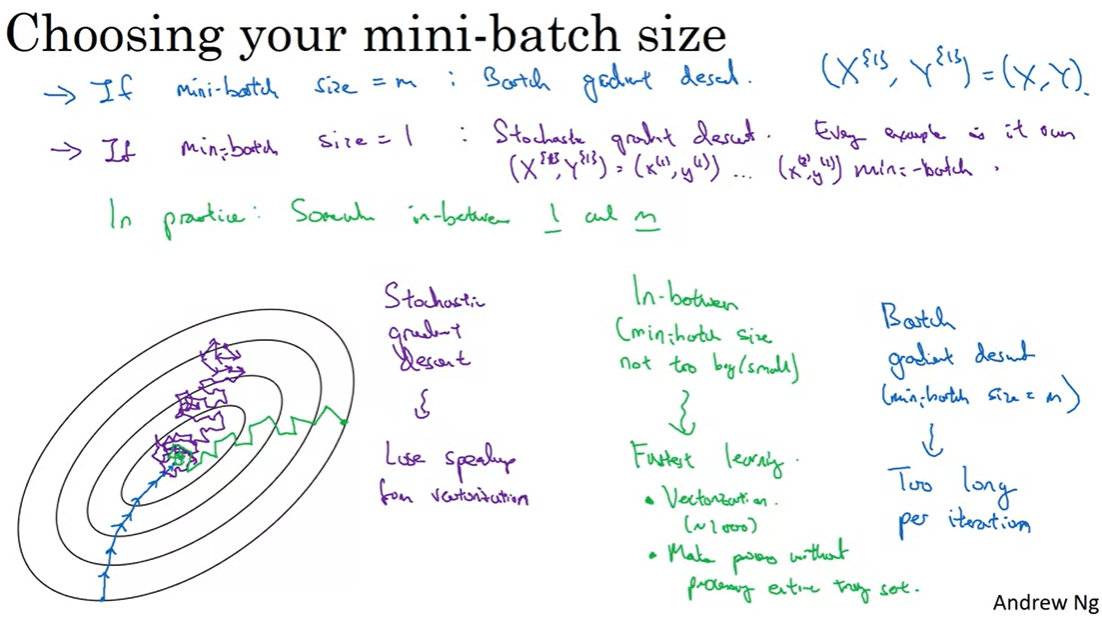 Choosing your mini-batch size
→ If mini-batch size = m : Batch gradient descent. (X^{1}, Y^{1}) = (X, Y).
→ If mini-batch size = 1 : Stochastic gradient descent. Every example is it own
(X^{1}, Y^{1}) = (x^(1), y^(1)) ... (x^(2), y^(2)) mini-batch.
In practice: Somewhere in-between 1 and m
Stochastic
gradient
descent
Lose speedup
from vectorization
In-between
(mini-batch size
not too big/small)
Fastest learning.
• Vectorization.
(~1000)
• Make progress without
processing entire training set.
Batch
gradient descent
(mini-batch size = m)
Too long
per iteration
Andrew Ng